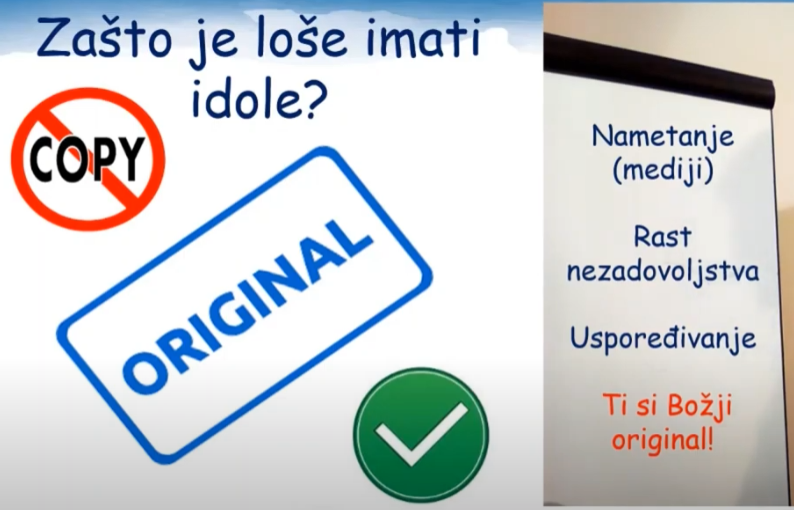 Zašto je loše imati
idole?
COPY
ORIGINAL
Nametanje
(mediji)
Rast
nezadovoljstva
Uspoređivanje
Ti si Božji
original!